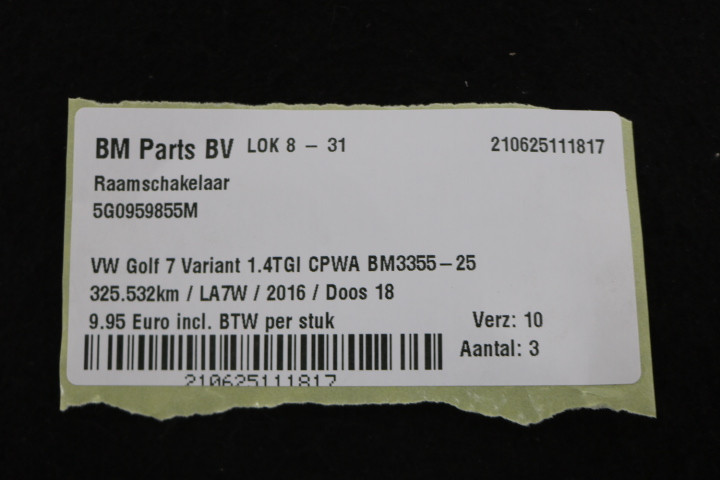 BM Parts BV LOK 8 – 31 210625111817
Raamschakelaar
5G0959855M
VW Golf 7 Variant 1.4TGI CPWA BM3355–25
325.532km / LA7W / 2016 / Doos 18
9.95 Euro incl. BTW per stuk Verz: 10
Aantal: 3
210625111817